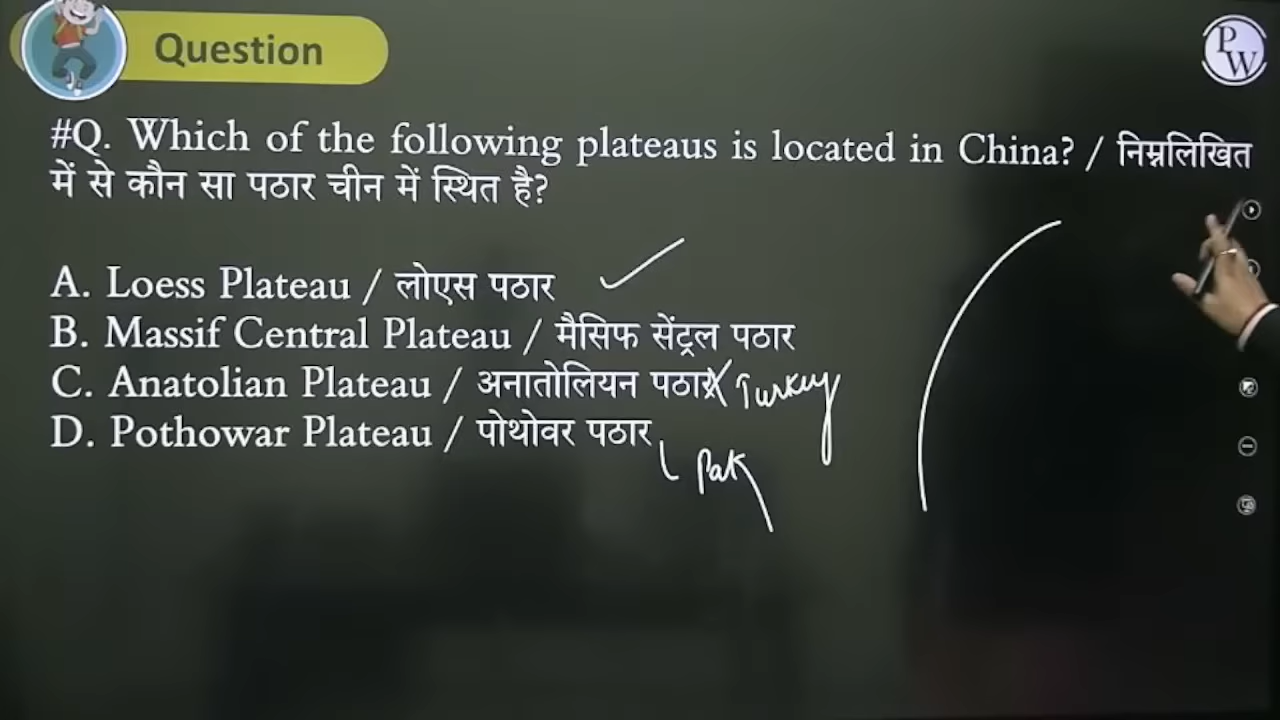 Question
PW
#Q. Which of the following plateaus is located in China? / निम्नलिखित
में से कौन सा पठार चीन में स्थित है?
A. Loess Plateau / लोएस पठार
B. Massif Central Plateau / मैसिफ सेंट्रल पठार
C. Anatolian Plateau / अनातोलियन पठार Turkey
D. Pothowar Plateau / पोथोवर पठार
Pak